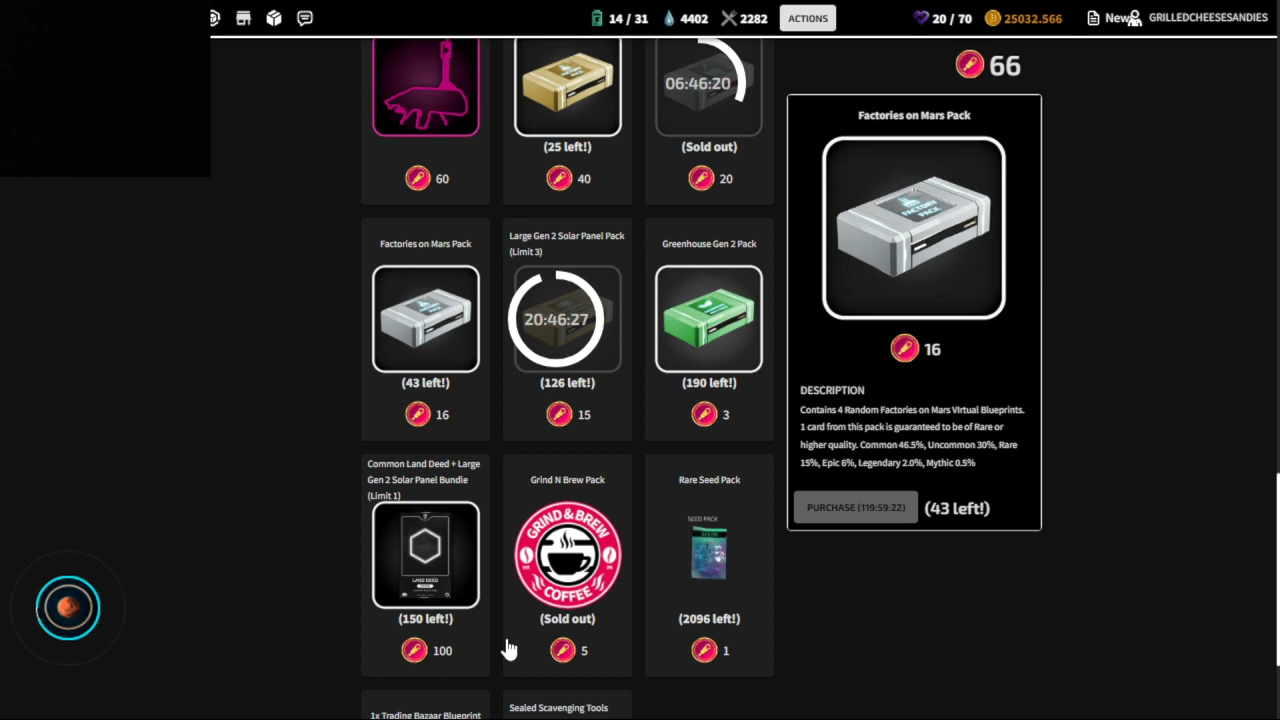 14 / 31
4402
2282
ACTIONS
20 / 70
25032.566
New
GRILLEDCHEESESANDIES
66
FACTORY PACK
06:46:20
(25 left!)
(Sold out)
60
40
20
Factories on Mars Pack
Large Gen 2 Solar Panel Pack
(Limit 3)
Greenhouse Gen 2 Pack
20:46:27
(43 left!)
(126 left!)
(190 left!)
16
15
3
Common Land Deed + Large
Gen 2 Solar Panel Bundle
(Limit 1)
Grind N Brew Pack
Rare Seed Pack
LAND DEED
GRIND & BREW
COFFEE
SEED PACK
(150 left!)
(Sold out)
(2096 left!)
100
5
1
1x Trading Bazaar Blueprint
Sealed Scavenging Tools
Factories on Mars Pack
FACTORY
PACK
16
DESCRIPTION
Contains 4 Random Factories on Mars Virtual Blueprints.
1 card from this pack is guaranteed to be of Rare or
higher quality. Common 46.5%, Uncommon 30%, Rare
15%, Epic 6%, Legendary 2.0%, Mythic 0.5%
PURCHASE (119:59:22)
(43 left!)